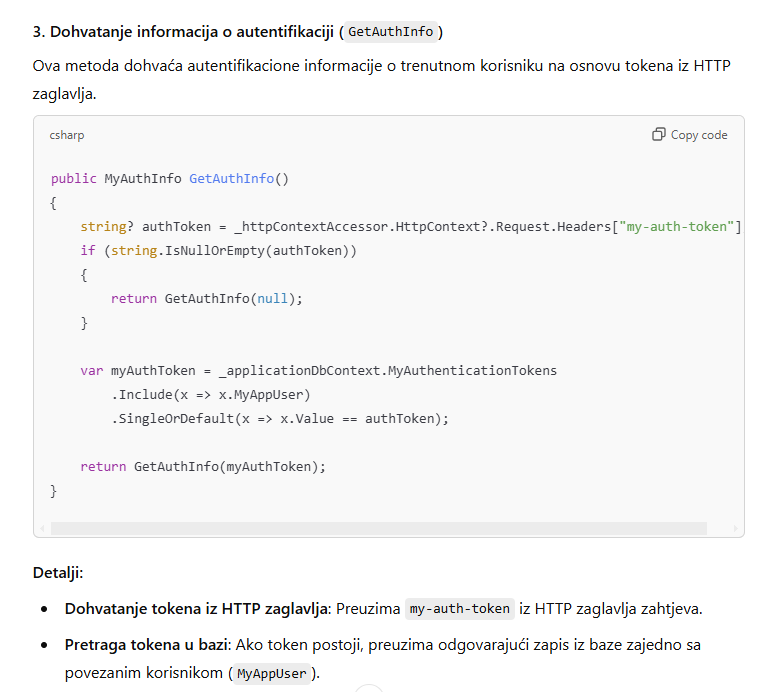 3. Dohvatanje informacija o autentifikaciji (GetAuthInfo)
Ova metoda dohvaća autentifikacione informacije o trenutnom korisniku na osnovu tokena iz HTTP
zaglavlja.
csharp
Copy code
public MyAuthInfo GetAuthInfo()
{
    string? authToken = _httpContextAccessor.HttpContext?.Request.Headers["my-auth-token"]
    if (string.IsNullOrEmpty(authToken))
    {
        return GetAuthInfo(null);
    }

    var myAuthToken = _applicationDbContext.MyAuthenticationTokens
        .Include(x => x.MyAppUser)
        .SingleOrDefault(x => x.Value == authToken);

    return GetAuthInfo(myAuthToken);
}
Detalji:
• Dohvatanje tokena iz HTTP zaglavlja: Preuzima my-auth-token iz HTTP zaglavlja zahtjeva.
• Pretraga tokena u bazi: Ako token postoji, preuzima odgovarajući zapis iz baze zajedno sa
povezanim korisnikom (MyAppUser).